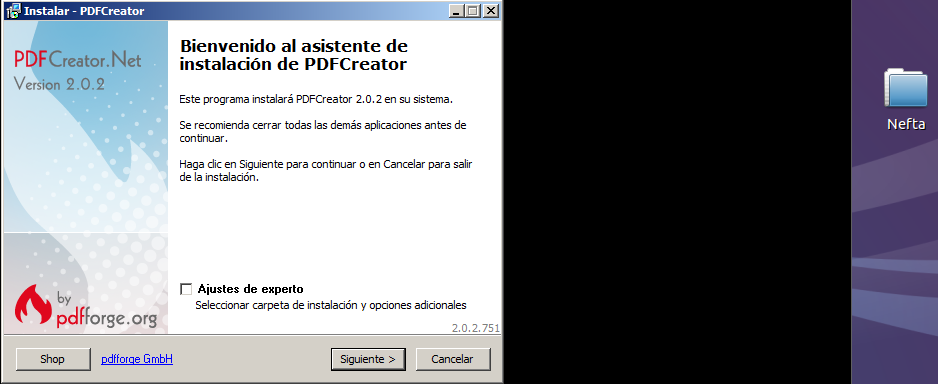 Instalar - PDFCreator
PDFCreator.Net
Version 2.0.2
Bienvenido al asistente de
instalación de PDFCreator
Este programa instalará PDFCreator 2.0.2 en su sistema.
Se recomienda cerrar todas las demás aplicaciones antes de
continuar.
Haga clic en Siguiente para continuar o en Cancelar para salir
de la instalación.
Ajustes de experto
Seleccionar carpeta de instalación y opciones adicionales
by
pdfforge.org
2.0.2.751
Shop
pdfforge GmbH
Siguiente >
Cancelar
Nefta